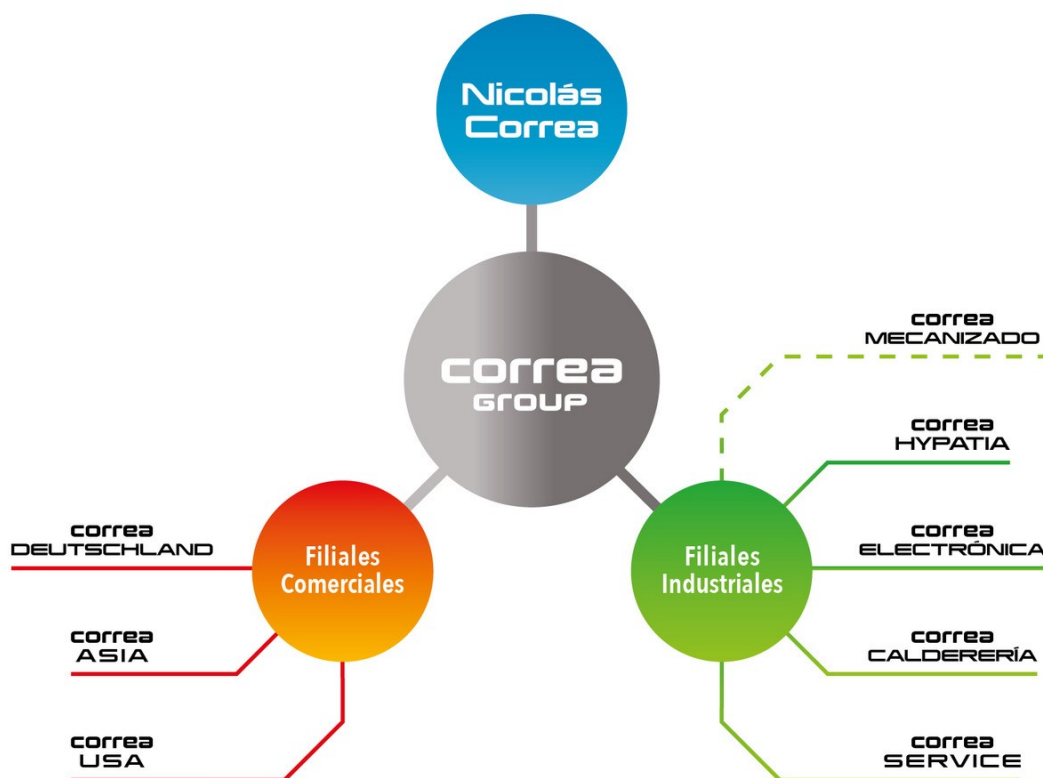 Nicolás
Correa
correa
GROUP
Filiales
Comerciales
correa
DEUTSCHLAND
correa
ASIA
correa
USA
Filiales
Industriales
correa
MECANIZADO
correa
HYPATIA
correa
ELECTRÓNICA
correa
CALDERERÍA
correa
SERVICE